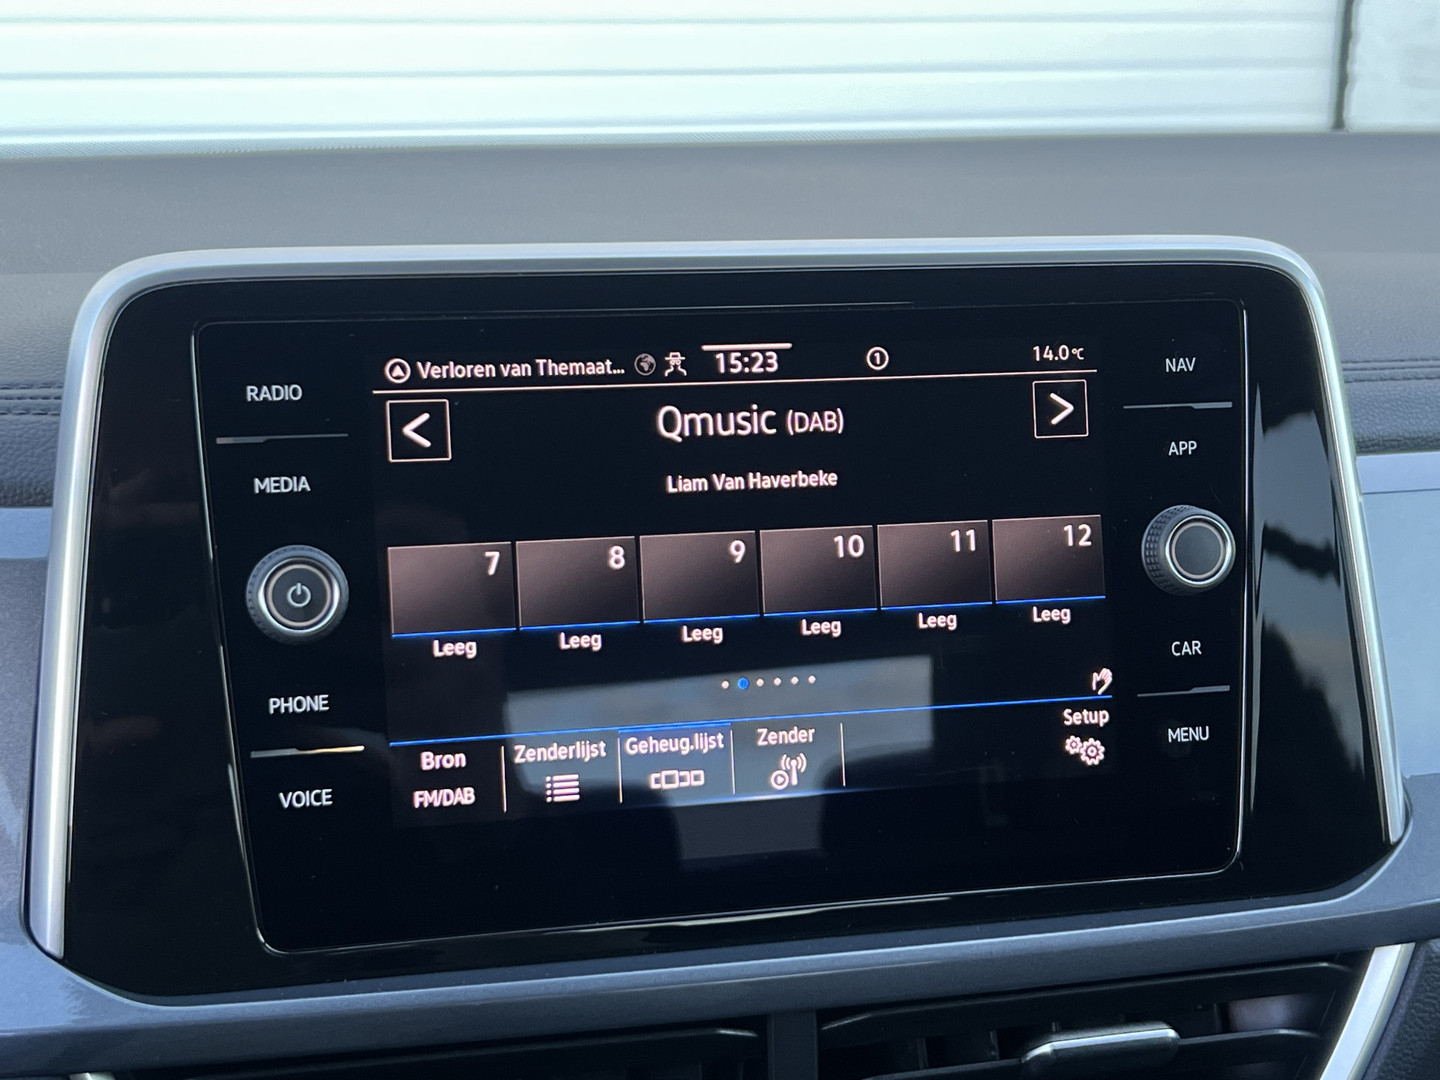 Verloren van Themaat... 15:23 1 14.0°C
RADIO
MEDIA
PHONE
VOICE
< Qmusic (DAB) >
Liam Van Haverbeke
7 8 9 10 11 12
Leeg Leeg Leeg Leeg Leeg Leeg
Bron Zenderlijst Geheug.lijst Zender Setup
FM/DAB
NAV
APP
CAR
MENU